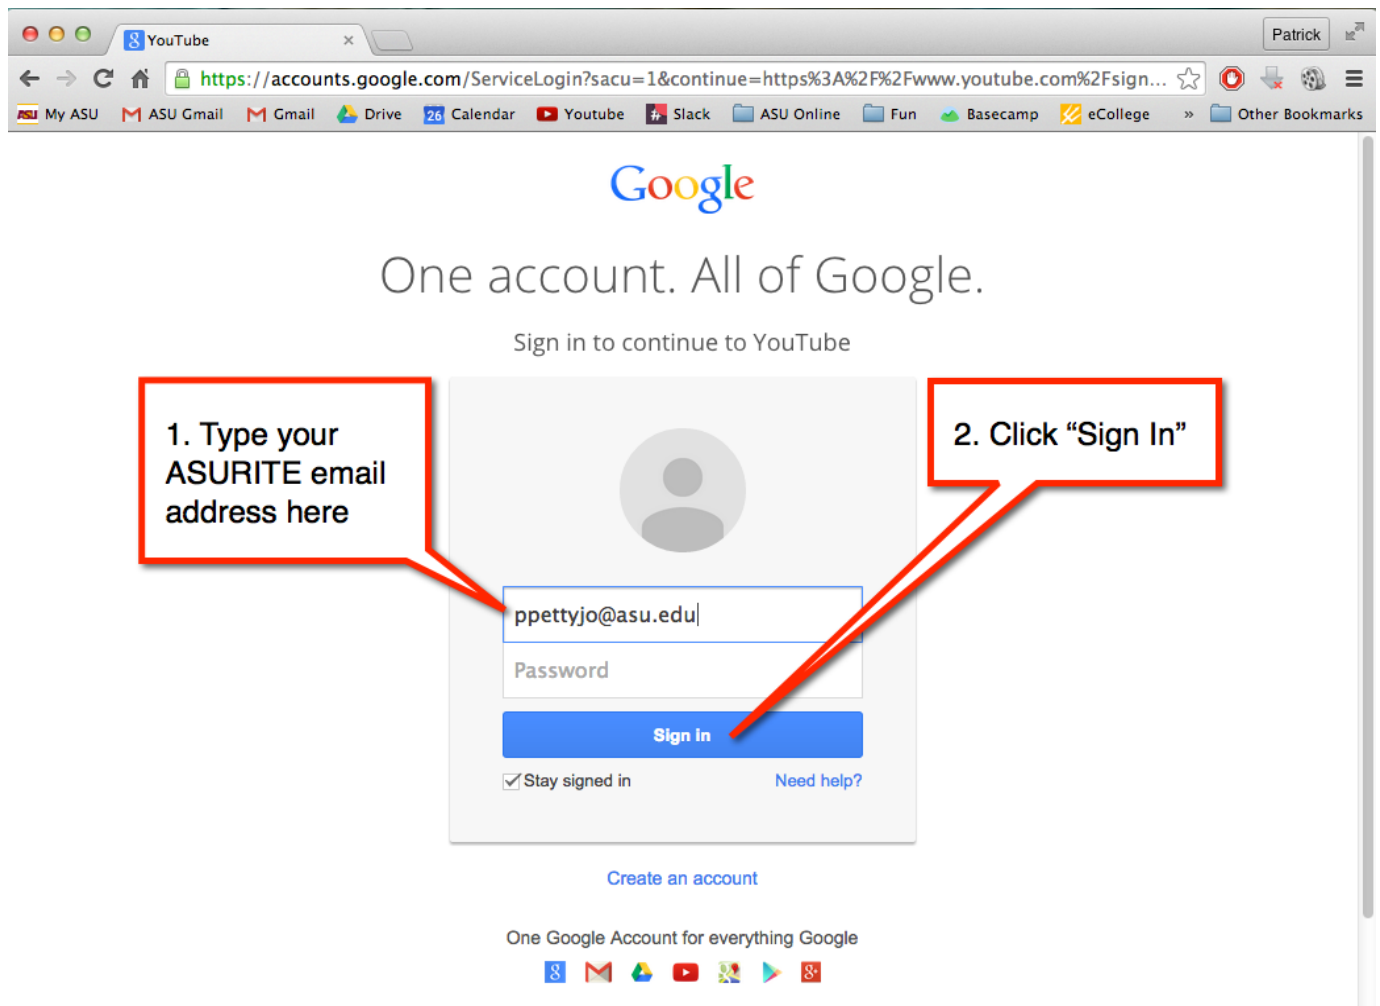 YouTube
Patrick
https://accounts.google.com/ServiceLogin?sacu=1&continue=https%3A%2F%2Fwww.youtube.com%2Fsign...
ASU My ASU ASU Gmail Gmail Drive 26 Calendar Youtube Slack ASU Online Fun Basecamp eCollege » Other Bookmarks
Google
One account. All of Google.
Sign in to continue to YouTube
1. Type your
ASURITE email
address here
2. Click “Sign In”
ppettyjo@asu.edu
Password
Sign in
Stay signed in Need help?
Create an account
One Google Account for everything Google